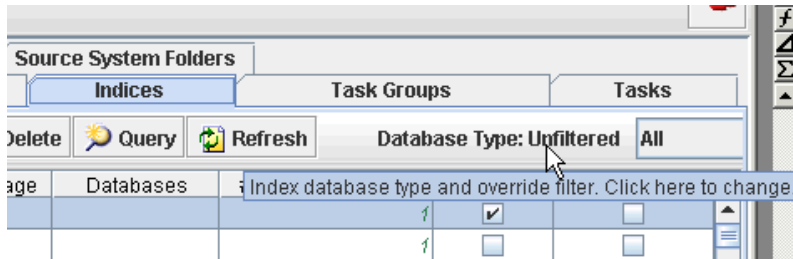 Source System Folders
Indices Task Groups Tasks
Delete Query Refresh Database Type: Unfiltered All
age Databases
Index database type and override filter. Click here to change.
1
1